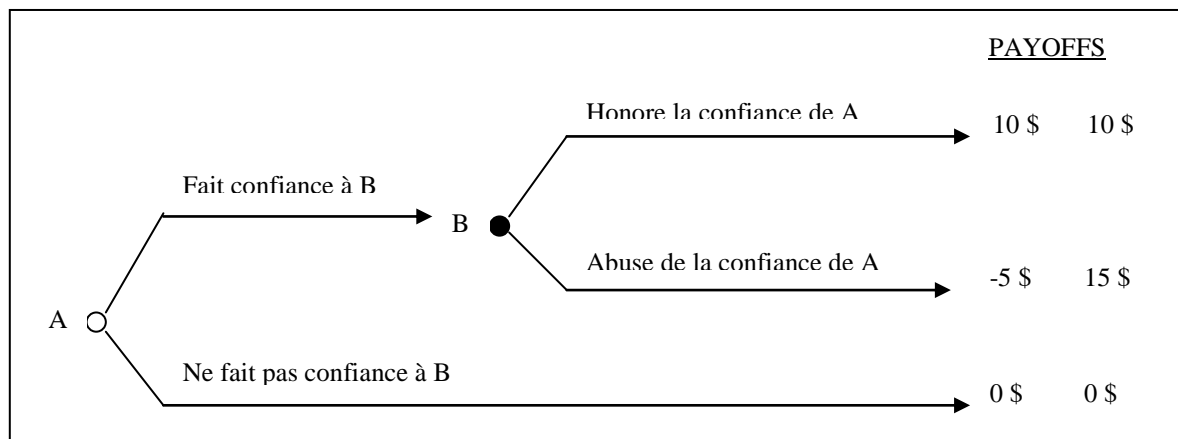 PAYOFFS
Honore la confiance de A
10 $ 10 $
Fait confiance à B
B
Abuse de la confiance de A
-5 $ 15 $
A
Ne fait pas confiance à B
0 $ 0 $